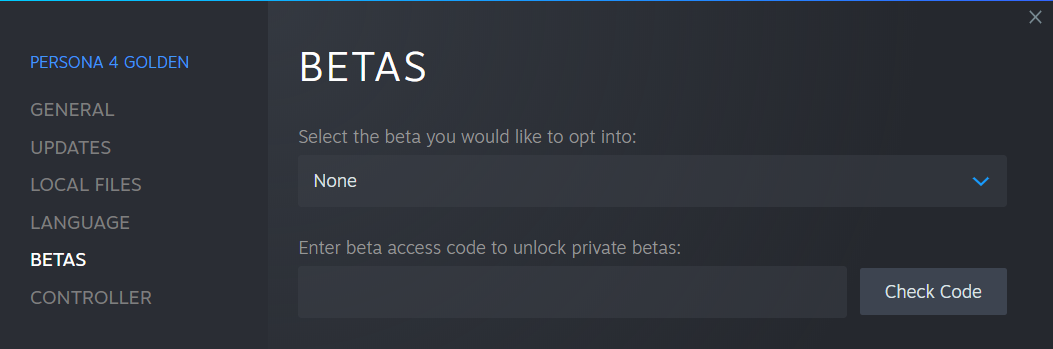 PERSONA 4 GOLDEN
GENERAL
UPDATES
LOCAL FILES
LANGUAGE
BETAS
CONTROLLER
BETAS
Select the beta you would like to opt into:
None
Enter beta access code to unlock private betas:
Check Code